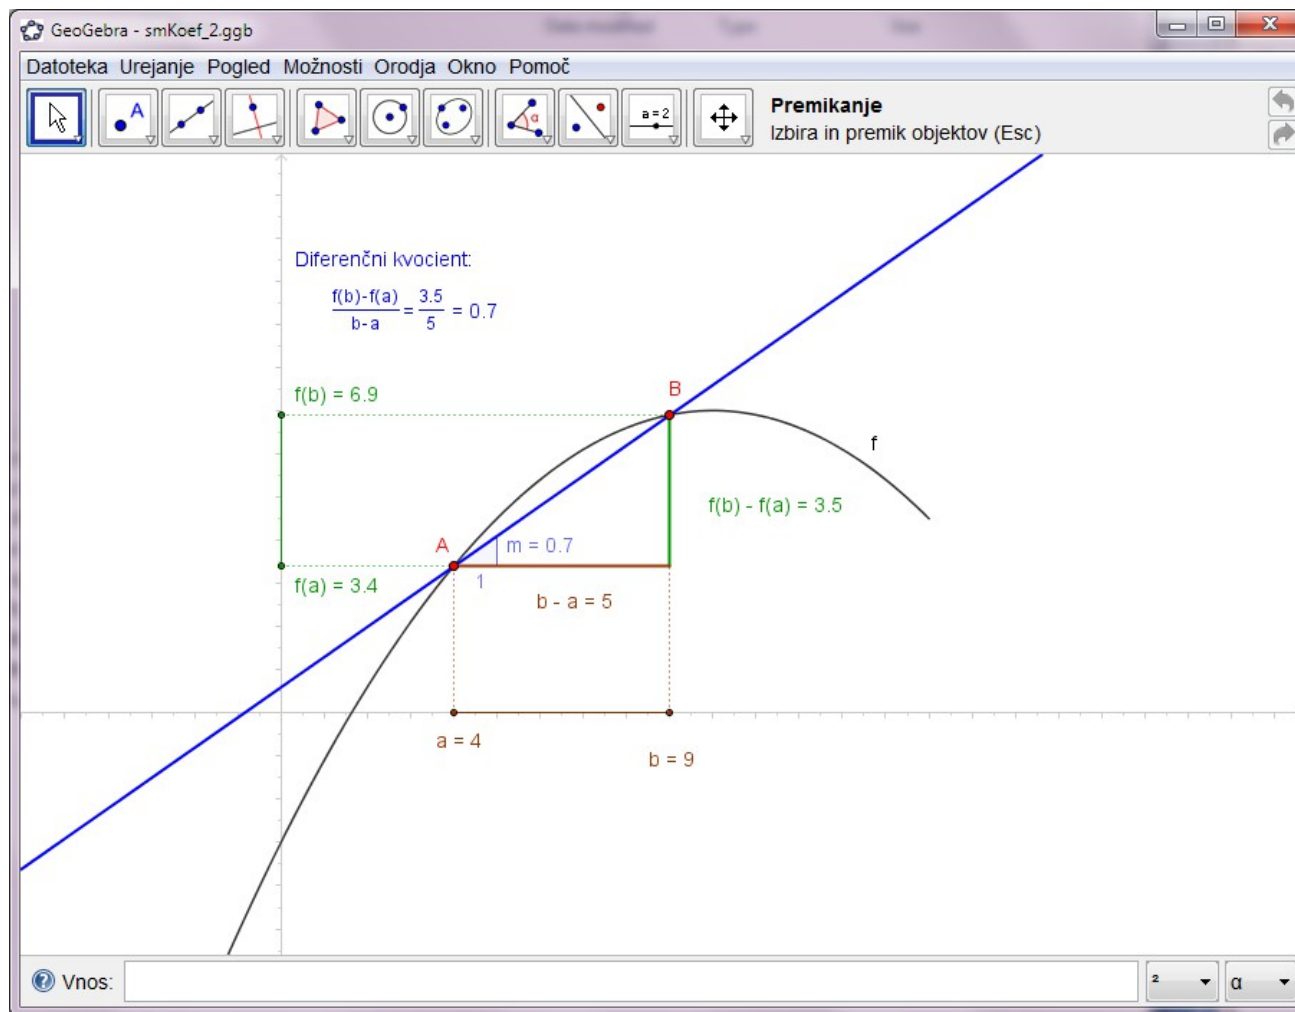 GeoGebra - smKoef_2.ggb
Datoteka Urejanje Pogled Možnosti Orodja Okno Pomoč
A
α
a = 2
Premikanje
Izbira in premik objektov (Esc)
Diferenčni kvocient:
f(b)-f(a) / b-a = 3.5 / 5 = 0.7
f(b) = 6.9
B
f
f(b) - f(a) = 3.5
A
m = 0.7
f(a) = 3.4
1
b - a = 5
a = 4
b = 9
Vnos:
²
α